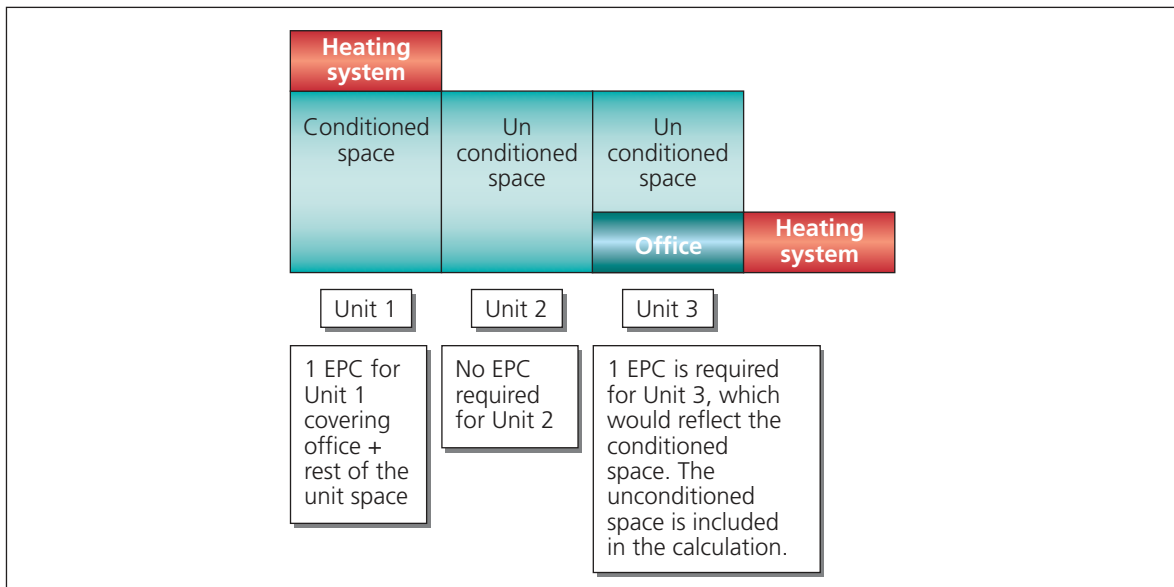 Heating
system
Conditioned
space
Un
conditioned
space
Un
conditioned
space
Office
Heating
system
Unit 1
Unit 2
Unit 3
1 EPC for
Unit 1
covering
office +
rest of the
unit space
No EPC
required
for Unit 2
1 EPC is required
for Unit 3, which
would reflect the
conditioned
space. The
unconditioned
space is included
in the calculation.